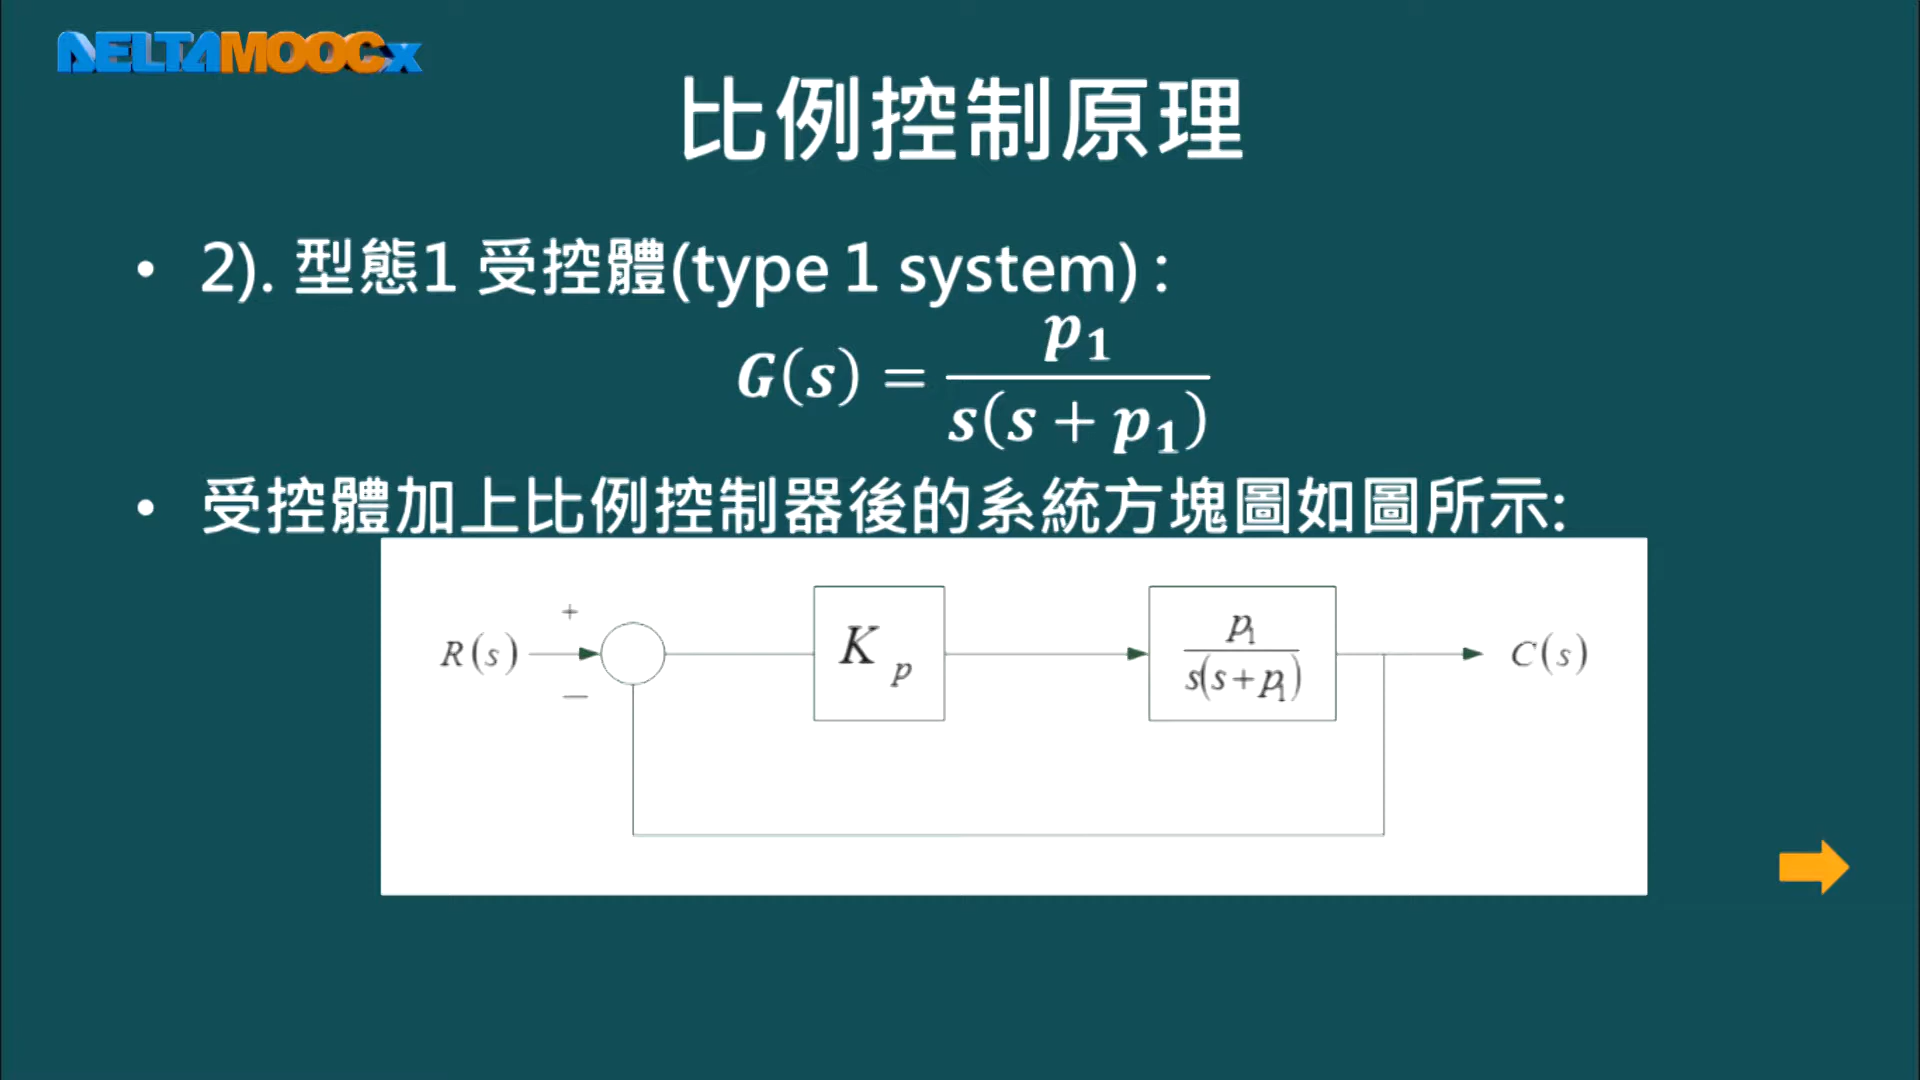 DELTAMOOCx
比例控制原理
• 2). 型態1 受控體(type 1 system) :
G(s) = p₁ / s(s + p₁)
• 受控體加上比例控制器後的系統方塊圖如圖所示:
R(s) + − K p p₁ / s(s+p₁) C(s)